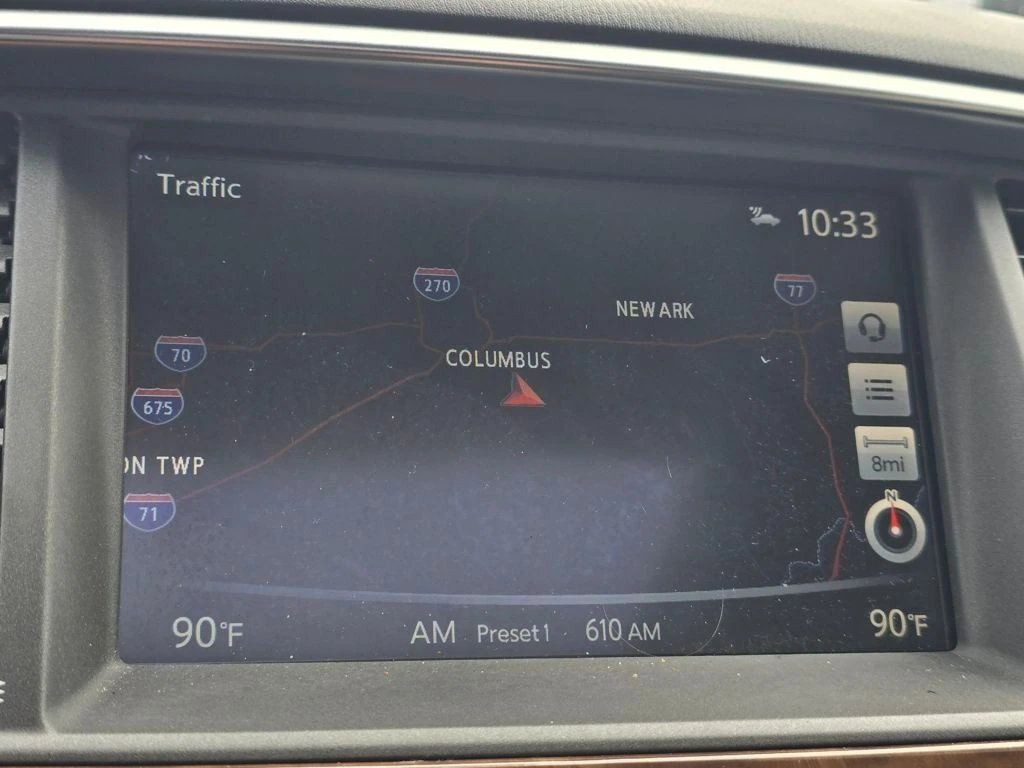 Traffic
10:33
270
77
NEWARK
70
COLUMBUS
675
8mi
ON TWP
71
N
90°F
AM Preset1 610 AM
90°F